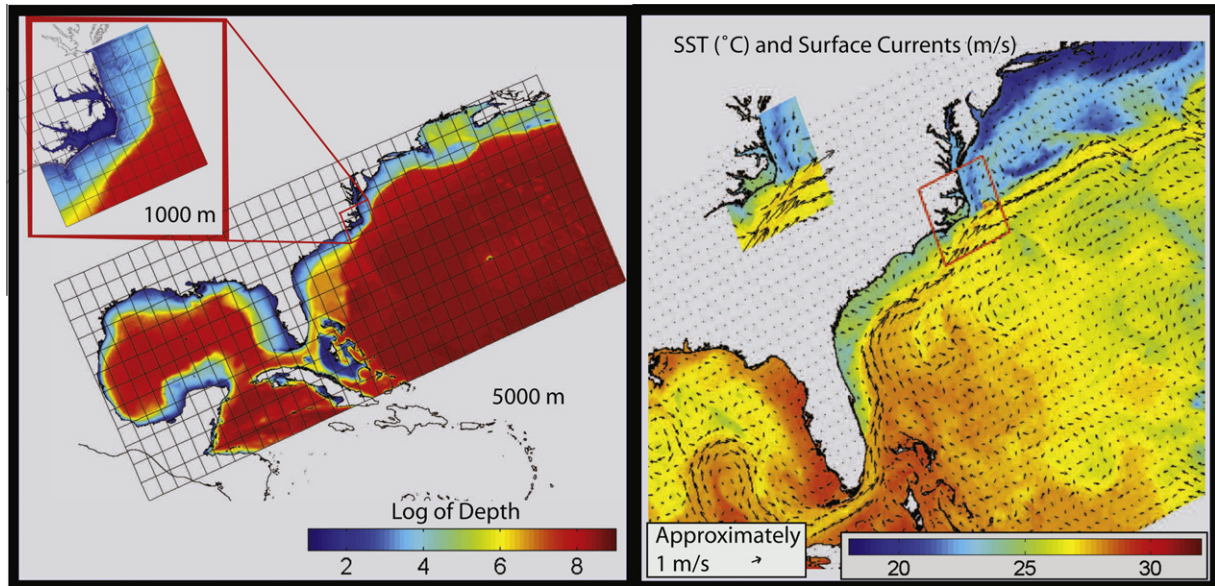 1000 m
5000 m
Log of Depth
2 4 6 8
SST (˚C) and Surface Currents (m/s)
Approximately
1 m/s
20 25 30